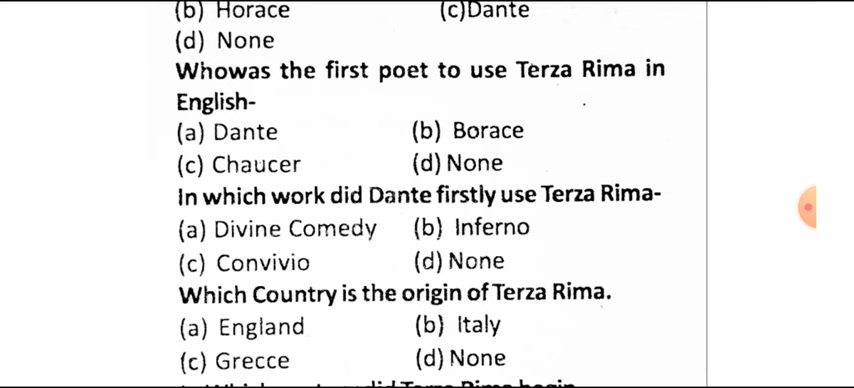 (b) Horace (c)Dante
(d) None
Whowas the first poet to use Terza Rima in
English-
(a) Dante (b) Borace
(c) Chaucer (d) None
In which work did Dante firstly use Terza Rima-
(a) Divine Comedy (b) Inferno
(c) Convivio (d) None
Which Country is the origin of Terza Rima.
(a) England (b) Italy
(c) Grecce (d) None